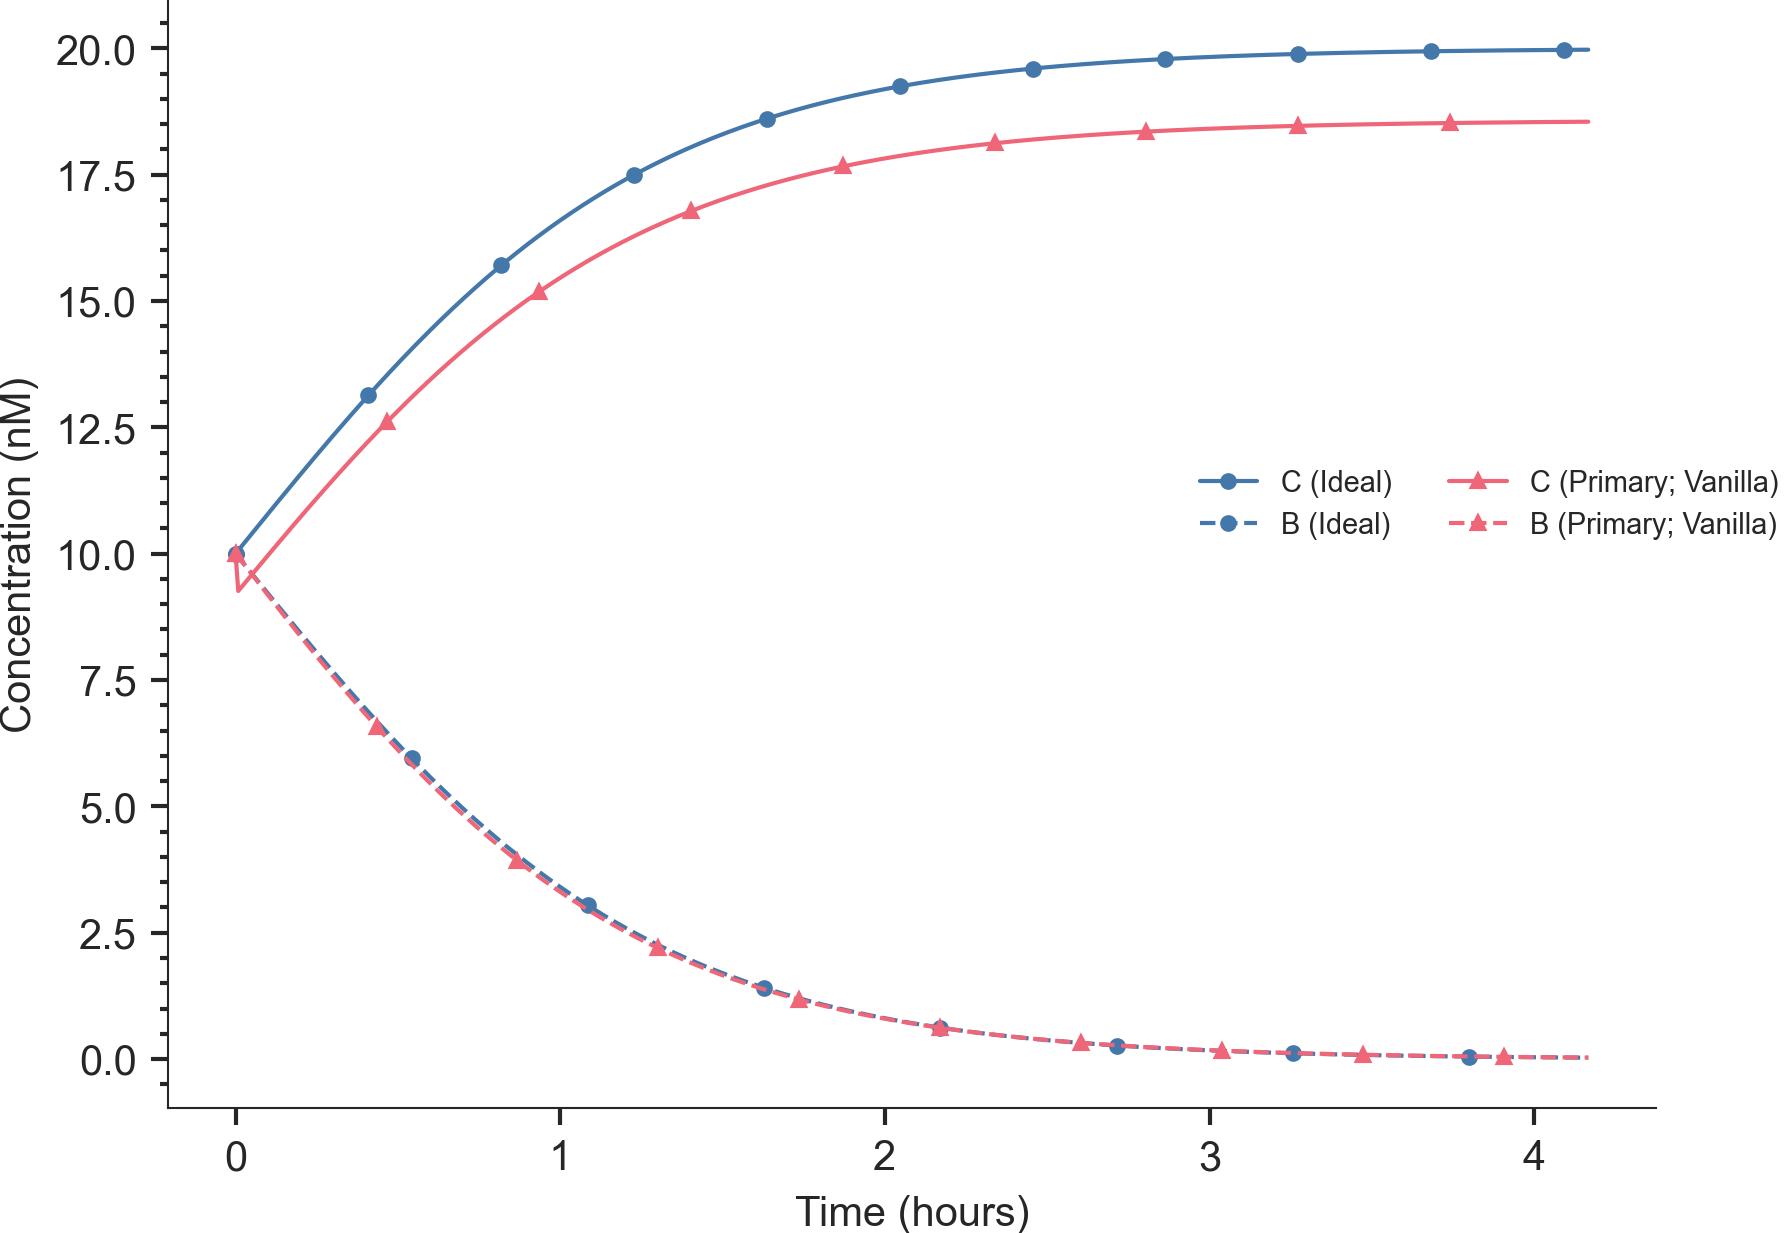 20.0
17.5
15.0
12.5
10.0
7.5
5.0
2.5
0.0
Concentration (nM)
C (Ideal)
B (Ideal)
C (Primary; Vanilla)
B (Primary; Vanilla)
0 1 2 3 4
Time (hours)